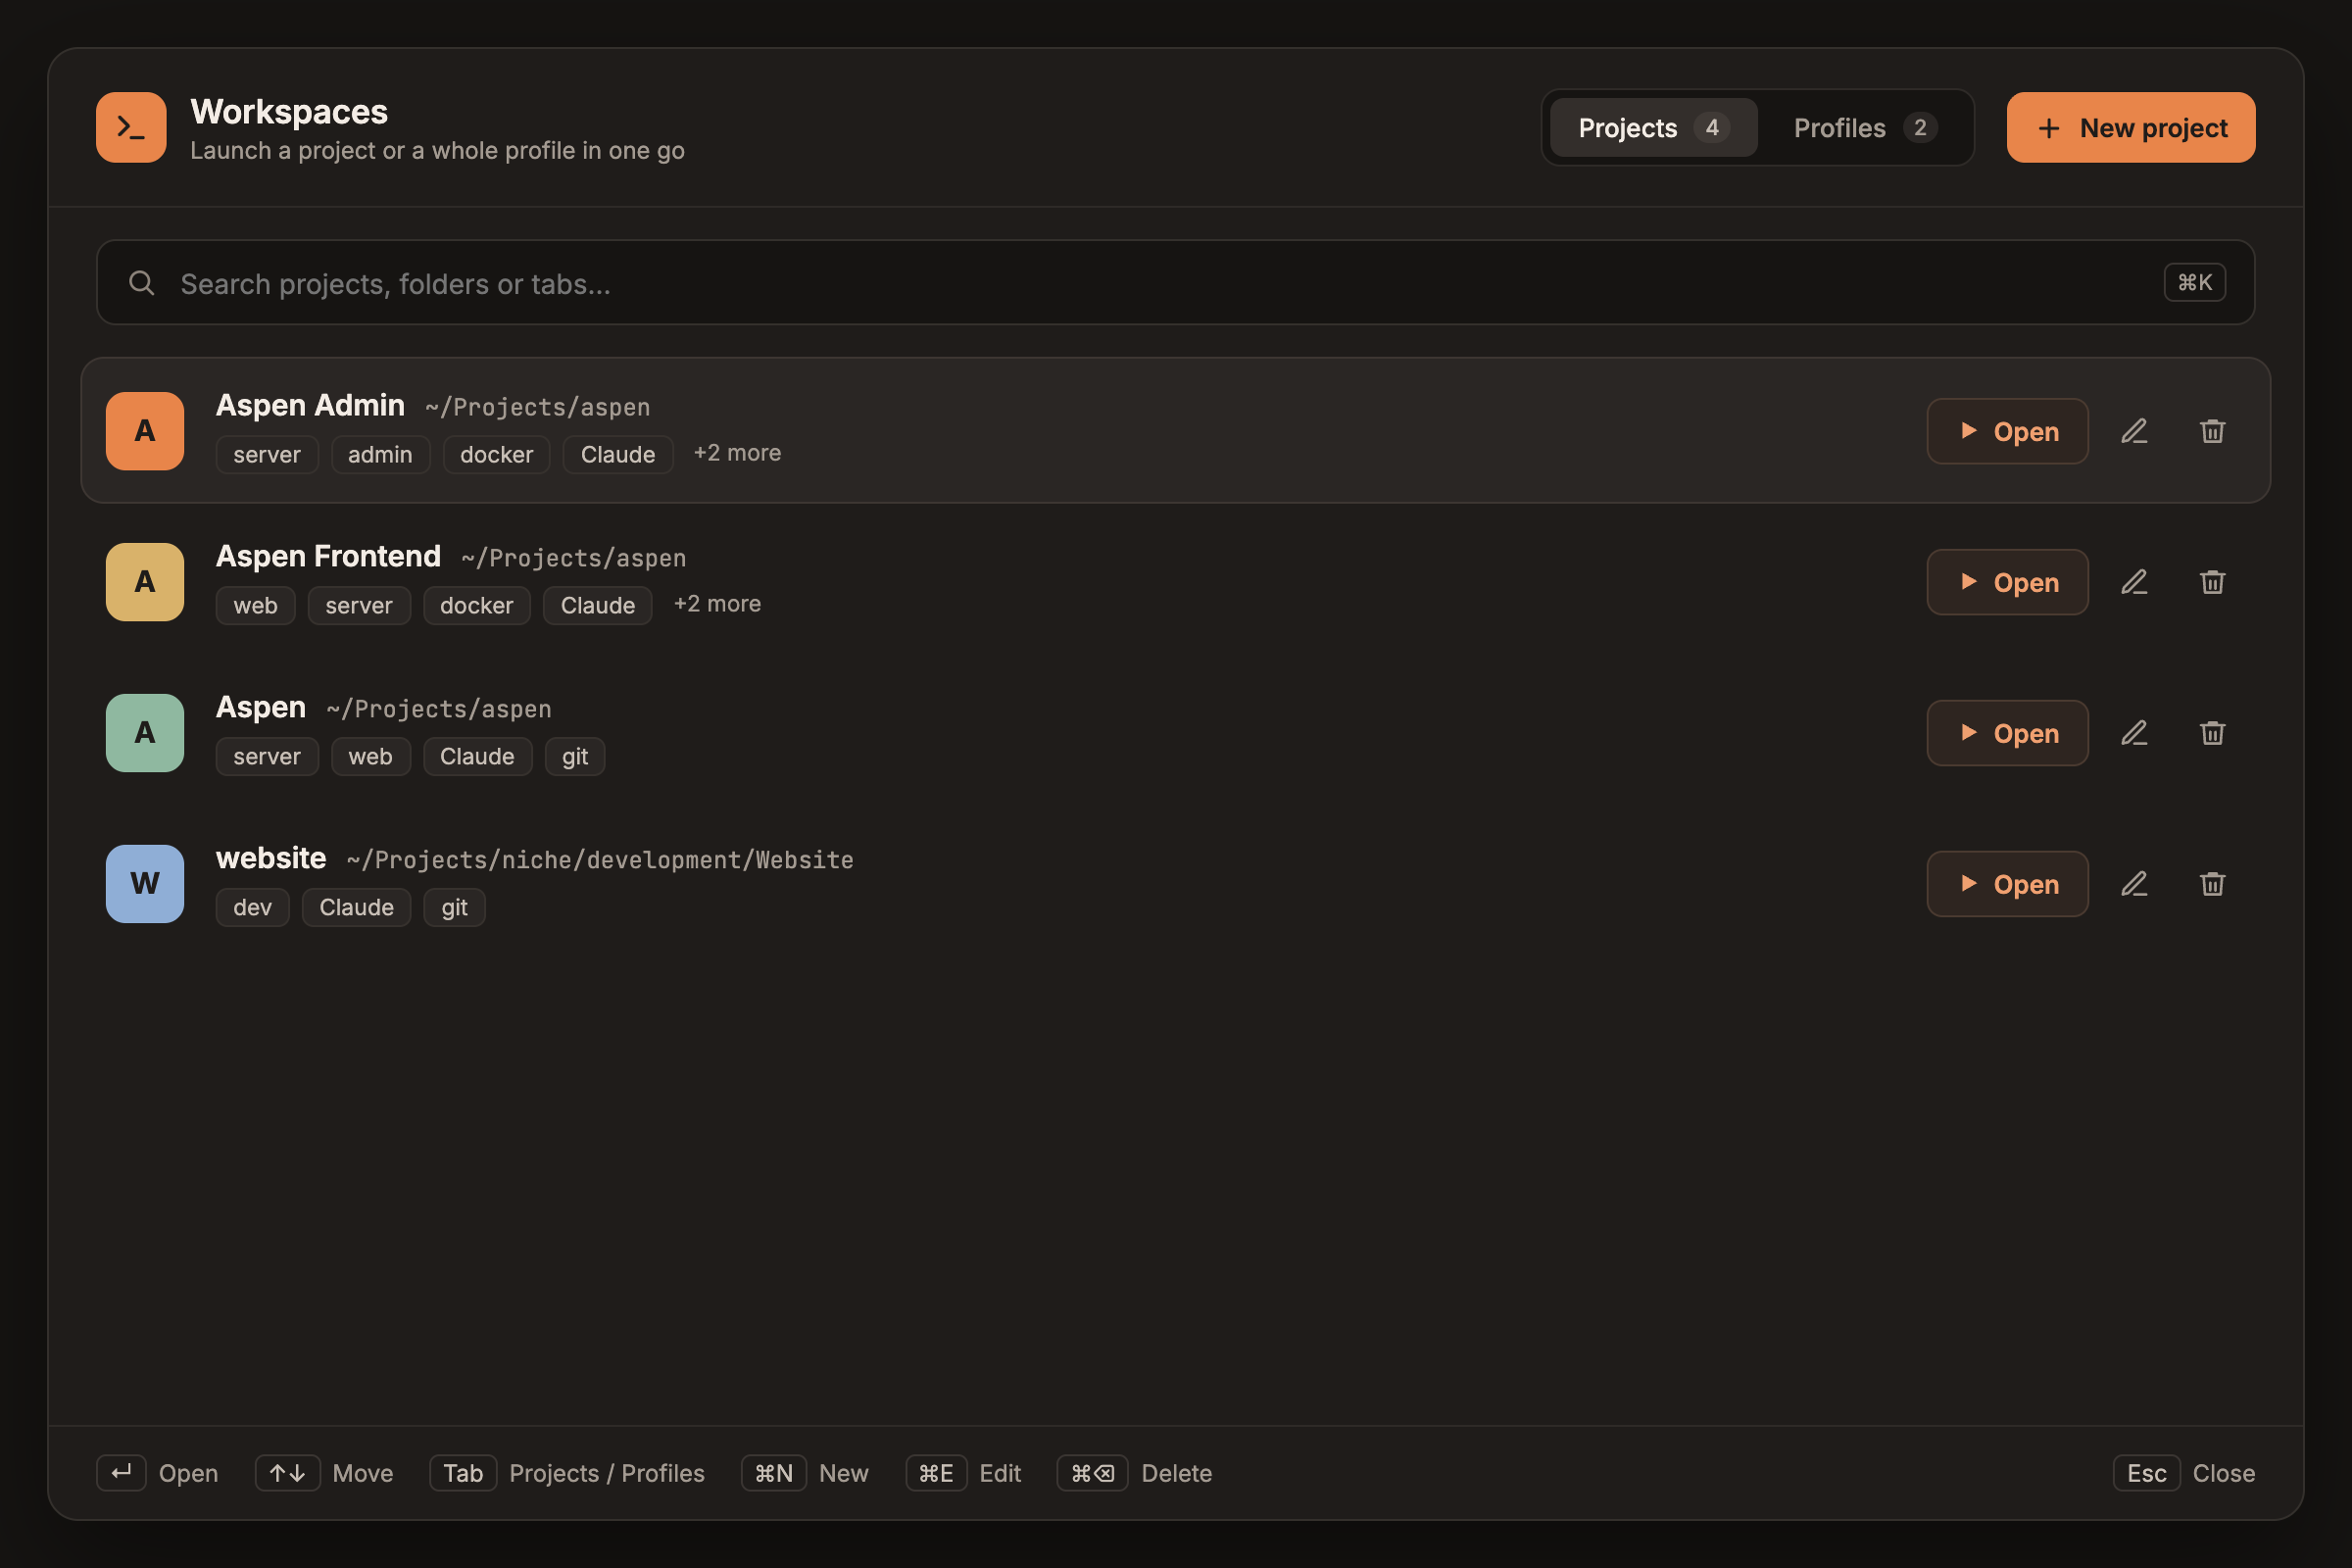 Workspaces
Launch a project or a whole profile in one go
Projects 4 Profiles 2 + New project
Search projects, folders or tabs... ⌘K
A Aspen Admin ~/Projects/aspen
server admin docker Claude +2 more
Open
A Aspen Frontend ~/Projects/aspen
web server docker Claude +2 more
Open
A Aspen ~/Projects/aspen
server web Claude git
Open
W website ~/Projects/niche/development/Website
dev Claude git
Open
↵ Open ↑↓ Move Tab Projects / Profiles ⌘N New ⌘E Edit ⌘⌫ Delete Esc Close